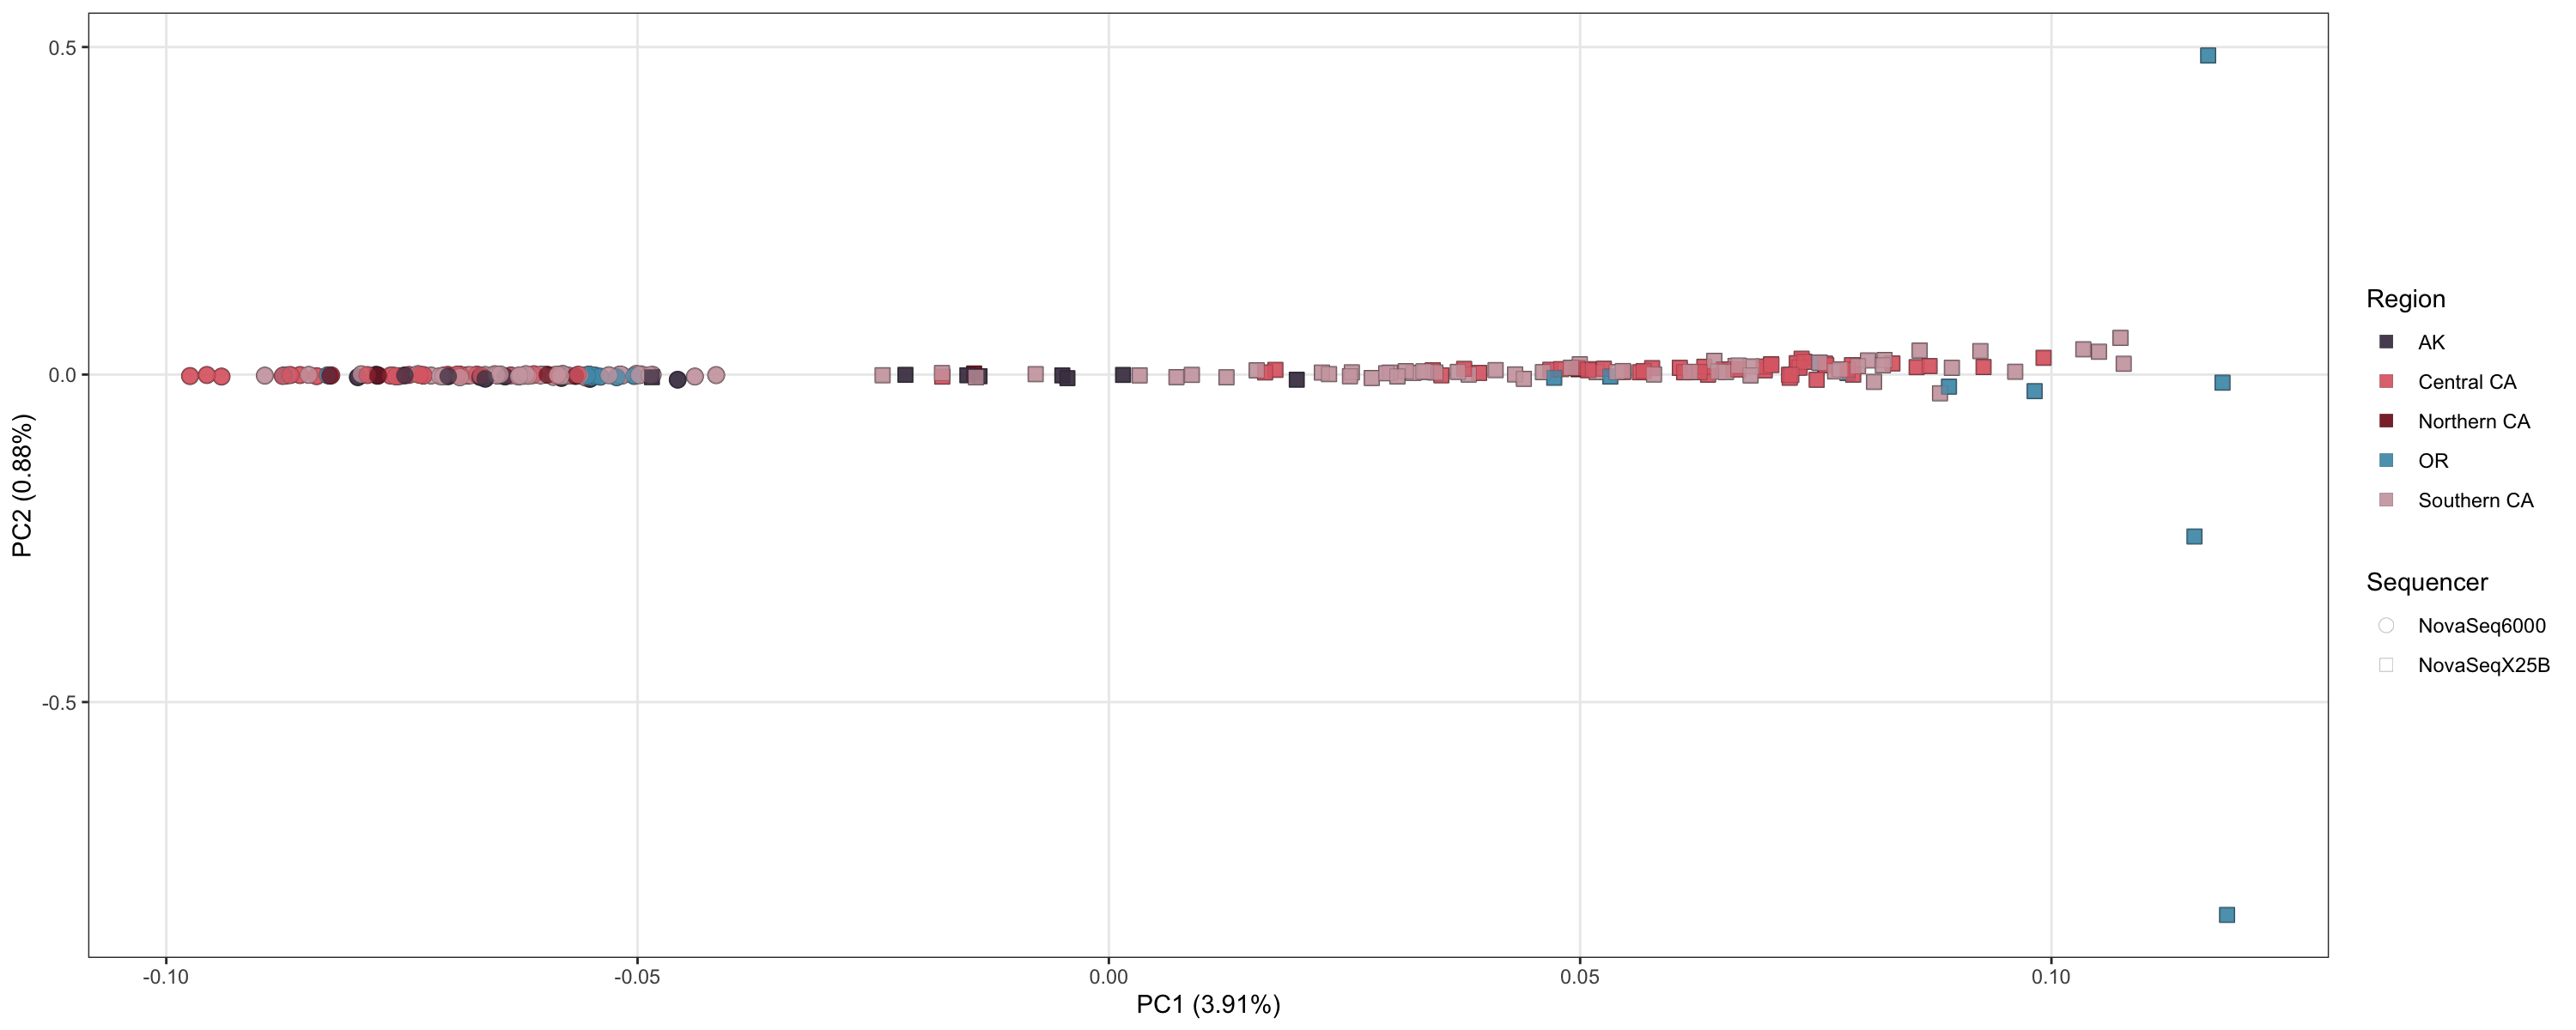 0.5
0.0
-0.5
PC2 (0.88%)
-0.10
-0.05
0.00
0.05
0.10
PC1 (3.91%)
Region
AK
Central CA
Northern CA
OR
Southern CA
Sequencer
NovaSeq6000
NovaSeqX25B